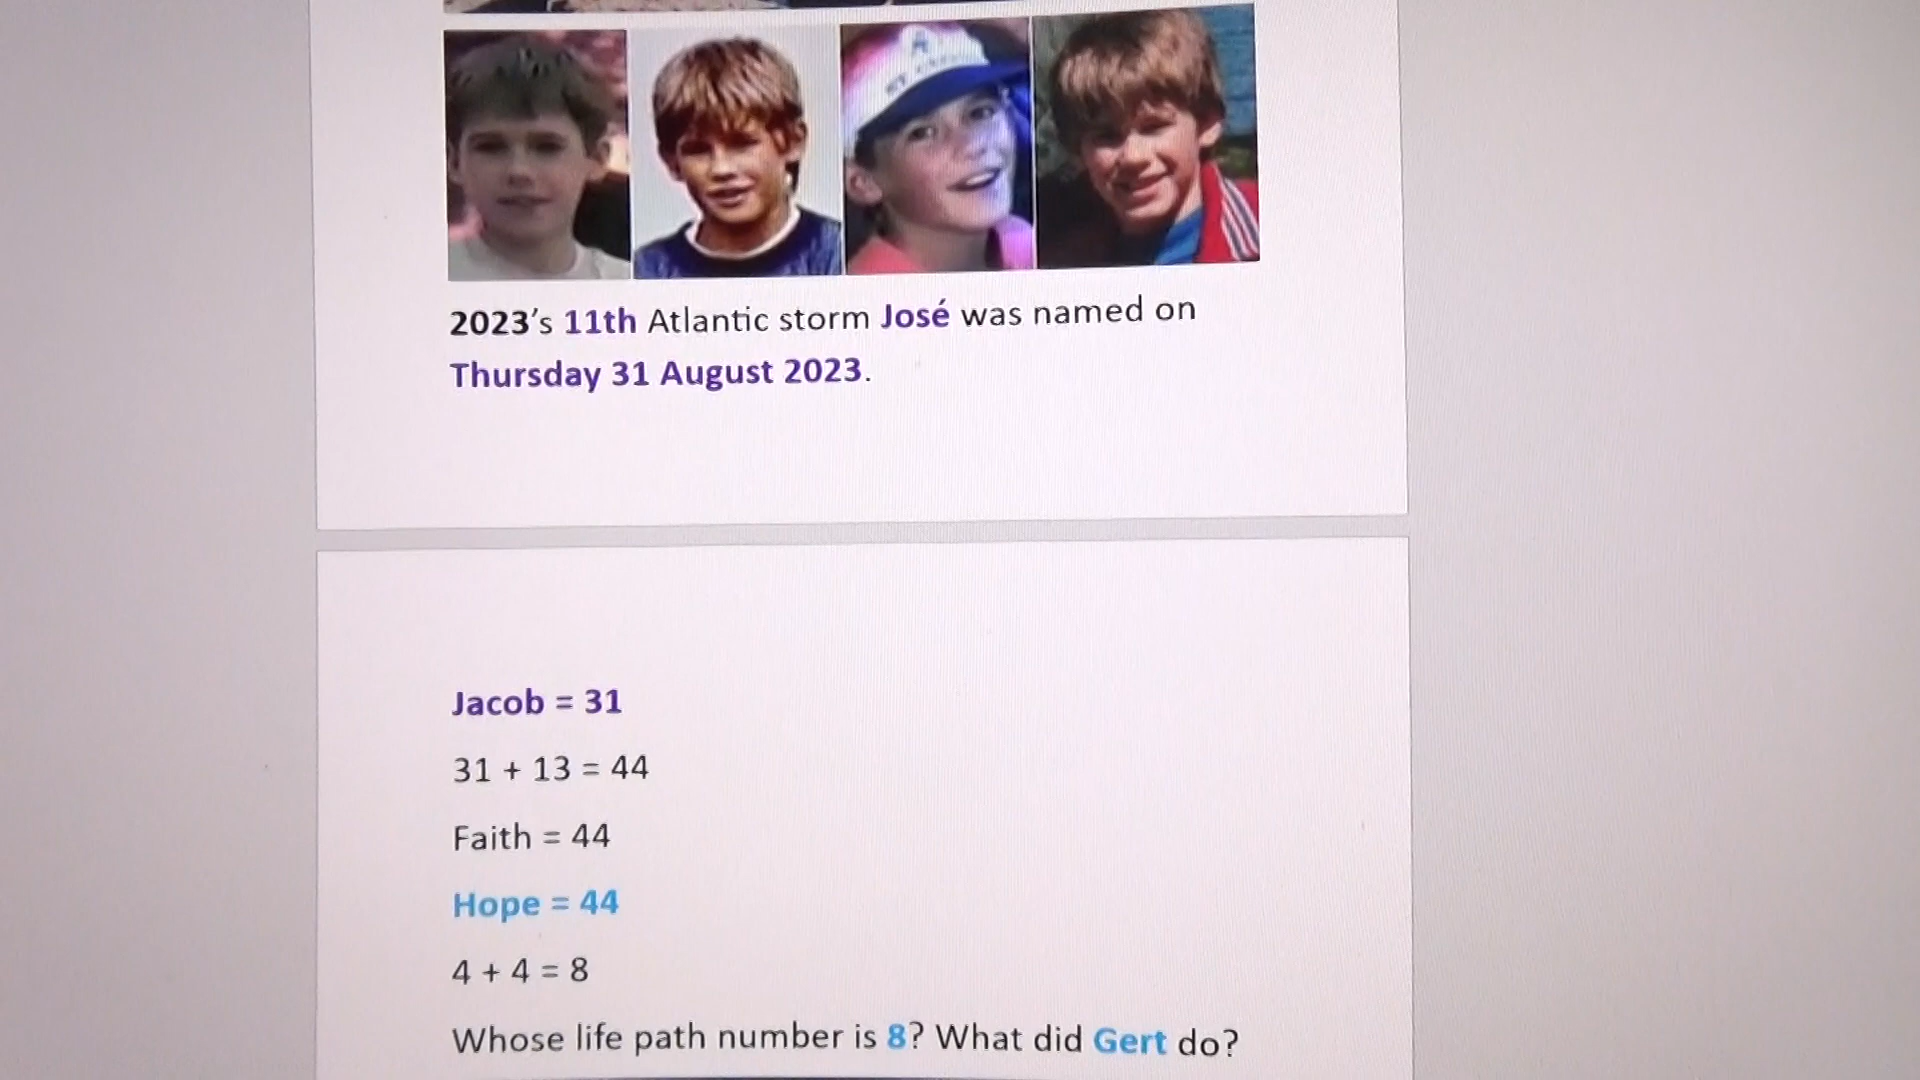 2023's 11th Atlantic storm José was named on
Thursday 31 August 2023.
Jacob = 31
31 + 13 = 44
Faith = 44
Hope = 44
4 + 4 = 8
Whose life path number is 8? What did Gert do?